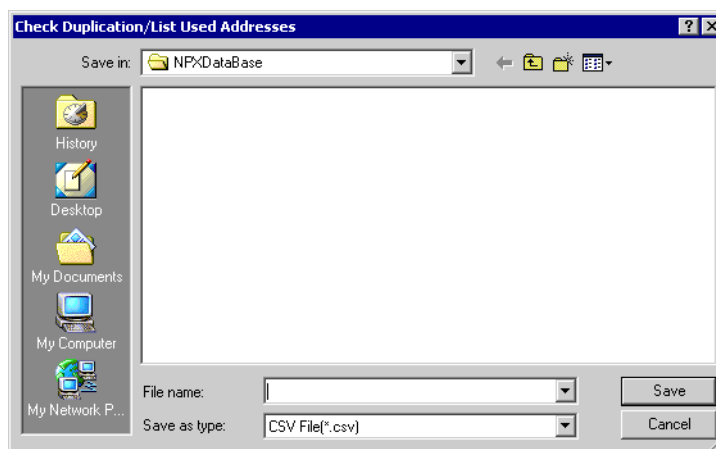 Check Duplication/List Used Addresses
Save in: NPXDataBase
History
Desktop
My Documents
My Computer
My Network P...
File name:
Save
Save as type: CSV File(*.csv)
Cancel